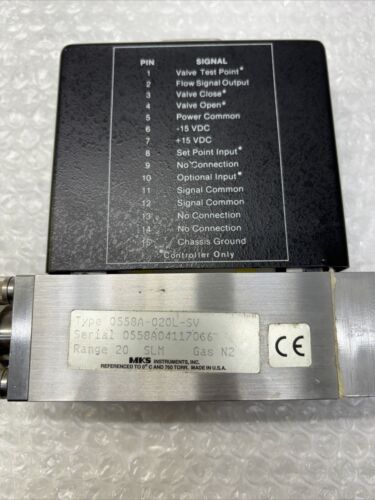 PIN SIGNAL
1 Valve Test Point*
2 Flow Signal Output
3 Valve Close*
4 Valve Open*
5 Power Common
6 -15 VDC
7 +15 VDC
8 Set Point Input*
9 No Connection
10 Optional Input*
11 Signal Common
12 Signal Common
13 No Connection
14 No Connection
15 Chassis Ground
*Controller Only
Type 0558A-020L-SV
Serial 0558A04117066
Range 20 SLM Gas N2
MKS INSTRUMENTS, INC.
REFERENCED TO 0° C AND 760 TORR. MADE IN U.S.A.
CE